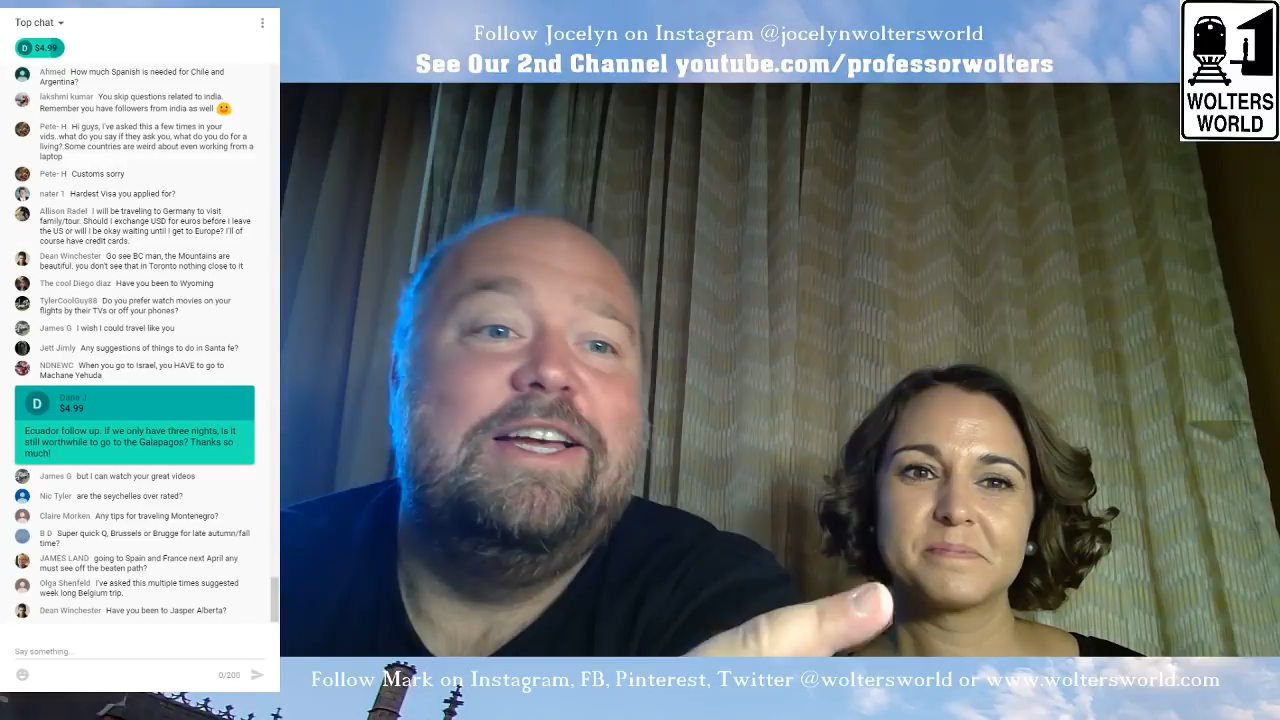 Top chat
D $4.99
Ahmed How much Spanish is needed for Chile and
Argentina?
lakshmi kumar You skip questions related to india.
Remember you have followers from india as well
Pete- H Hi guys, I've asked this a few times in your
vids..what do you say if they ask you, what do you do for a
living?.Some countries are weird about even working from a
laptop
Pete- H Customs sorry
nater 1 Hardest Visa you applied for?
Allison Radel I will be traveling to Germany to visit
family/tour. Should I exchange USD for euros before I leave
the US or will I be okay waiting until I get to Europe? I'll of
course have credit cards.
Dean Winchester Go see BC man, the Mountains are
beautiful. you don't see that in Toronto nothing close to it
The cool Diego diaz Have you been to Wyoming
TylerCoolGuy88 Do you prefer watch movies on your
flights by their TVs or off your phones?
James G I wish I could travel like you
Jett Jimly Any suggestions of things to do in Santa fe?
NDNEWC When you go to Israel, you HAVE to go to
Machane Yehuda
D Dana J
$4.99
Ecuador follow up. If we only have three nights, is it
still worthwhile to go to the Galapagos? Thanks so
much!
James G but I can watch your great videos
Nic Tyler are the seychelles over rated?
Claire Morken Any tips for traveling Montenegro?
B D Super quick Q, Brussels or Brugge for late autumn/fall
time?
JAMES LAND going to Spain and France next April any
must see off the beaten path?
Olga Shenfeld I've asked this multiple times suggested
week long Belgium trip.
Dean Winchester Have you been to Jasper Alberta?
Say something...
0/200
Follow Jocelyn on Instagram @jocelynwoltersworld
See Our 2nd Channel youtube.com/professorwolters
WOLTERS
WORLD
Follow Mark on Instagram, FB, Pinterest, Twitter @woltersworld or www.woltersworld.com